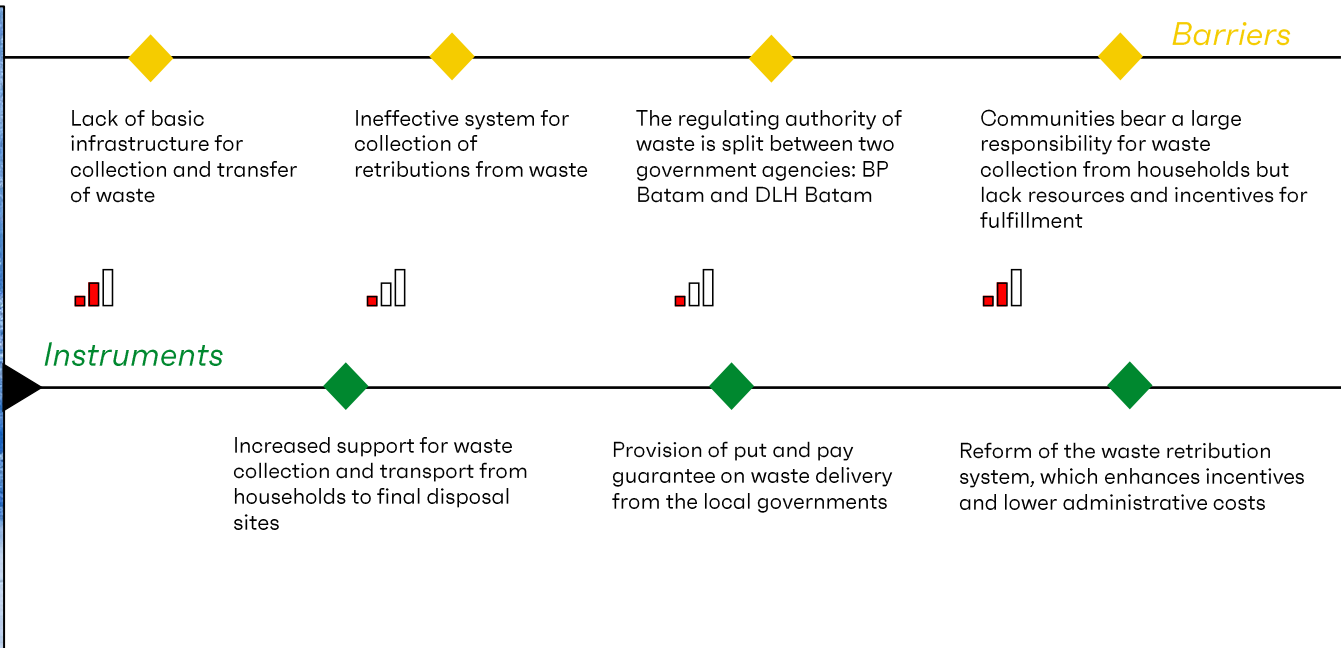 Barriers
Lack of basic
infrastructure for
collection and transfer
of waste
Ineffective system for
collection of
retributions from waste
The regulating authority of
waste is split between two
government agencies: BP
Batam and DLH Batam
Communities bear a large
responsibility for waste
collection from households but
lack resources and incentives for
fulfillment
Instruments
Increased support for waste
collection and transport from
households to final disposal
sites
Provision of put and pay
guarantee on waste delivery
from the local governments
Reform of the waste retribution
system, which enhances incentives
and lower administrative costs